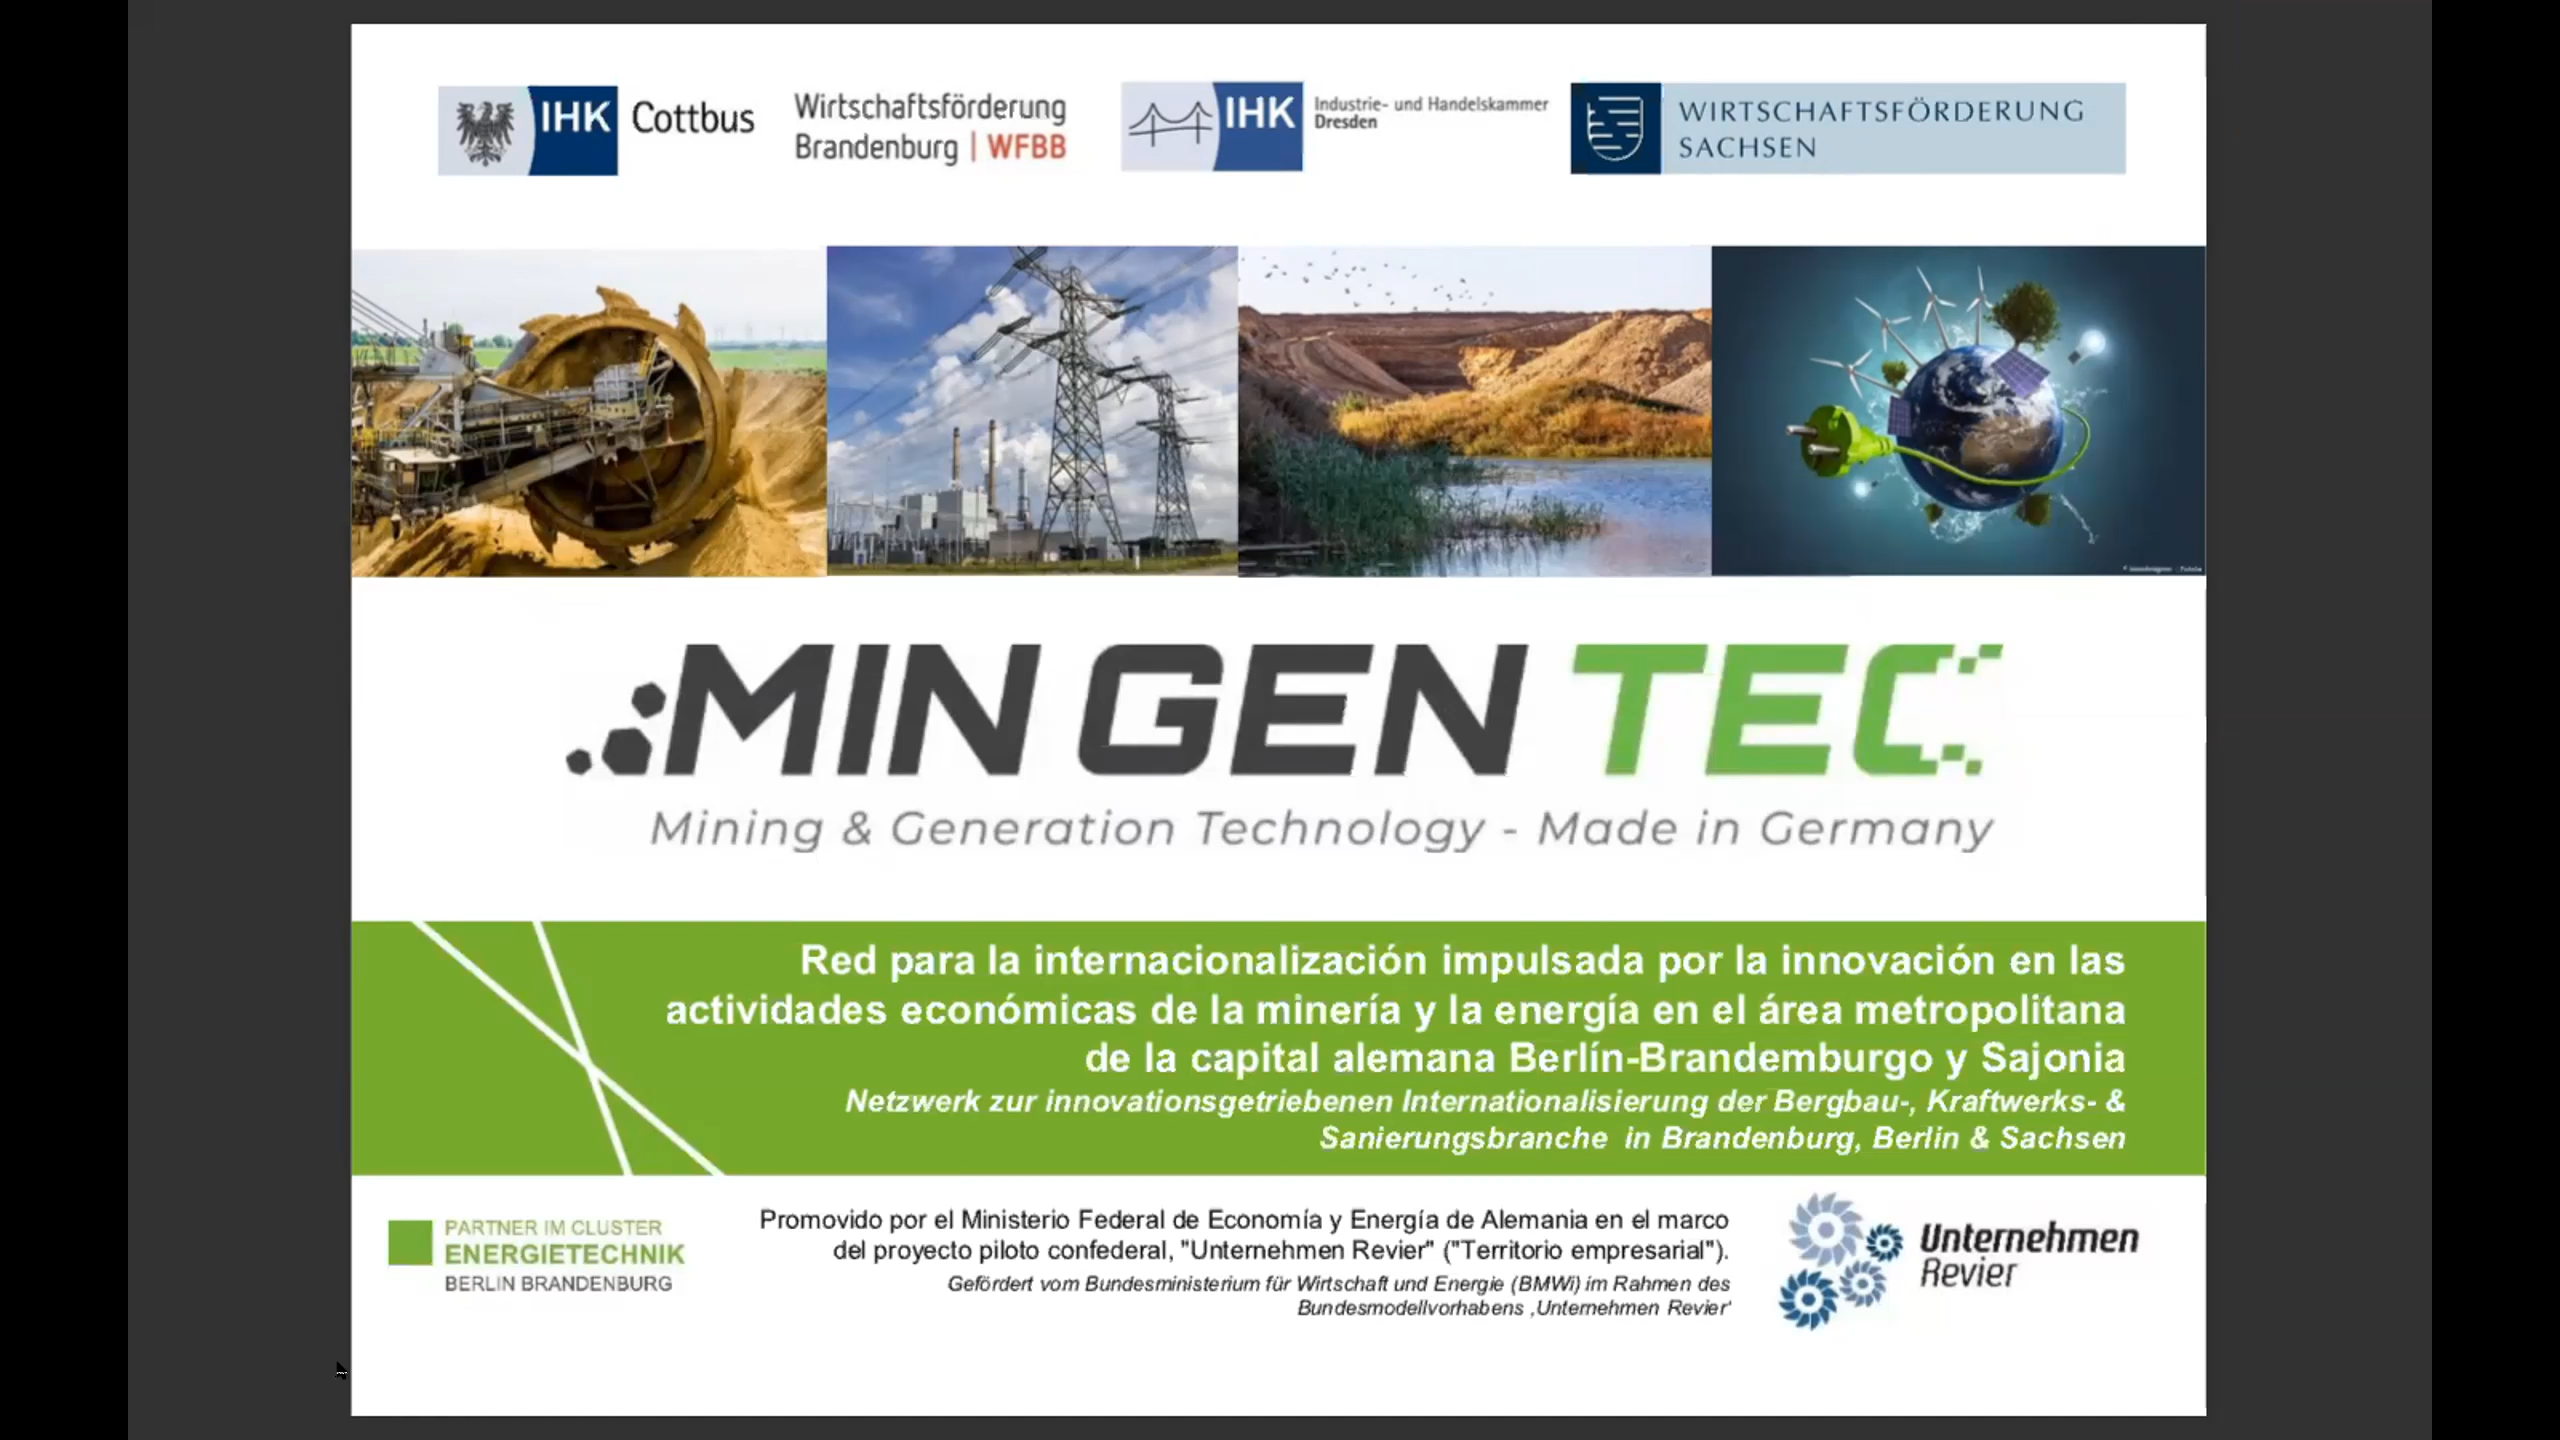 IHK Cottbus
Wirtschaftsförderung
Brandenburg | WFBB
IHK Industrie- und Handelskammer
Dresden
WIRTSCHAFTSFÖRDERUNG
SACHSEN
MIN GEN TEC
Mining & Generation Technology - Made in Germany
Red para la internacionalización impulsada por la innovación en las
actividades económicas de la minería y la energía en el área metropolitana
de la capital alemana Berlín-Brandemburgo y Sajonia
Netzwerk zur innovationsgetriebenen Internationalisierung der Bergbau-, Kraftwerks- &
Sanierungsbranche in Brandenburg, Berlin & Sachsen
PARTNER IM CLUSTER
ENERGIETECHNIK
BERLIN BRANDENBURG
Promovido por el Ministerio Federal de Economía y Energía de Alemania en el marco
del proyecto piloto confederal, "Unternehmen Revier" ("Territorio empresarial").
Gefördert vom Bundesministerium für Wirtschaft und Energie (BMWi) im Rahmen des
Bundesmodellvorhabens ‚Unternehmen Revier'
Unternehmen
Revier